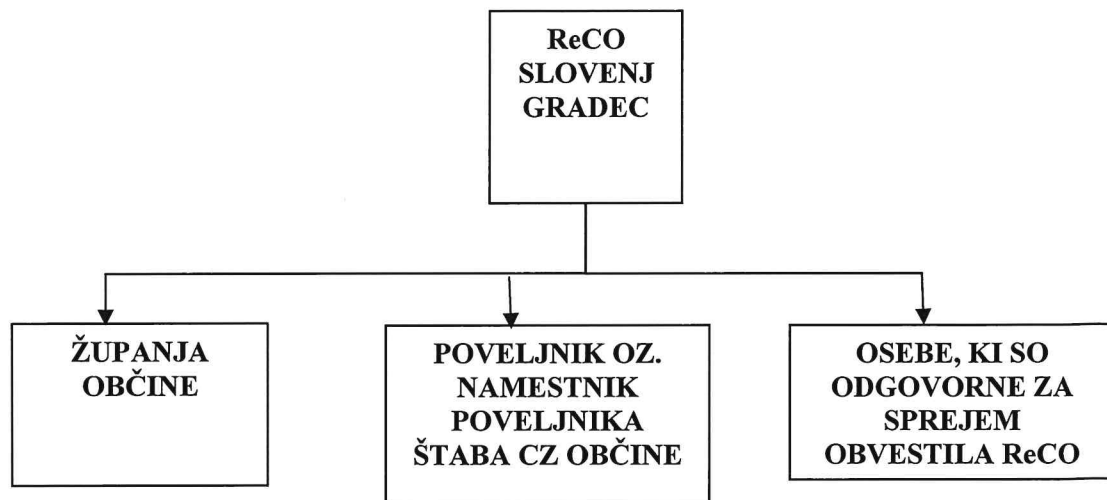 ReCO
SLOVENJ
GRADEC
ŽUPANJA
OBČINE
POVELJNIK OZ.
NAMESTNIK
POVELJNIKA
ŠTABA CZ OBČINE
OSEBE, KI SO
ODGOVORNE ZA
SPREJEM
OBVESTILA ReCO